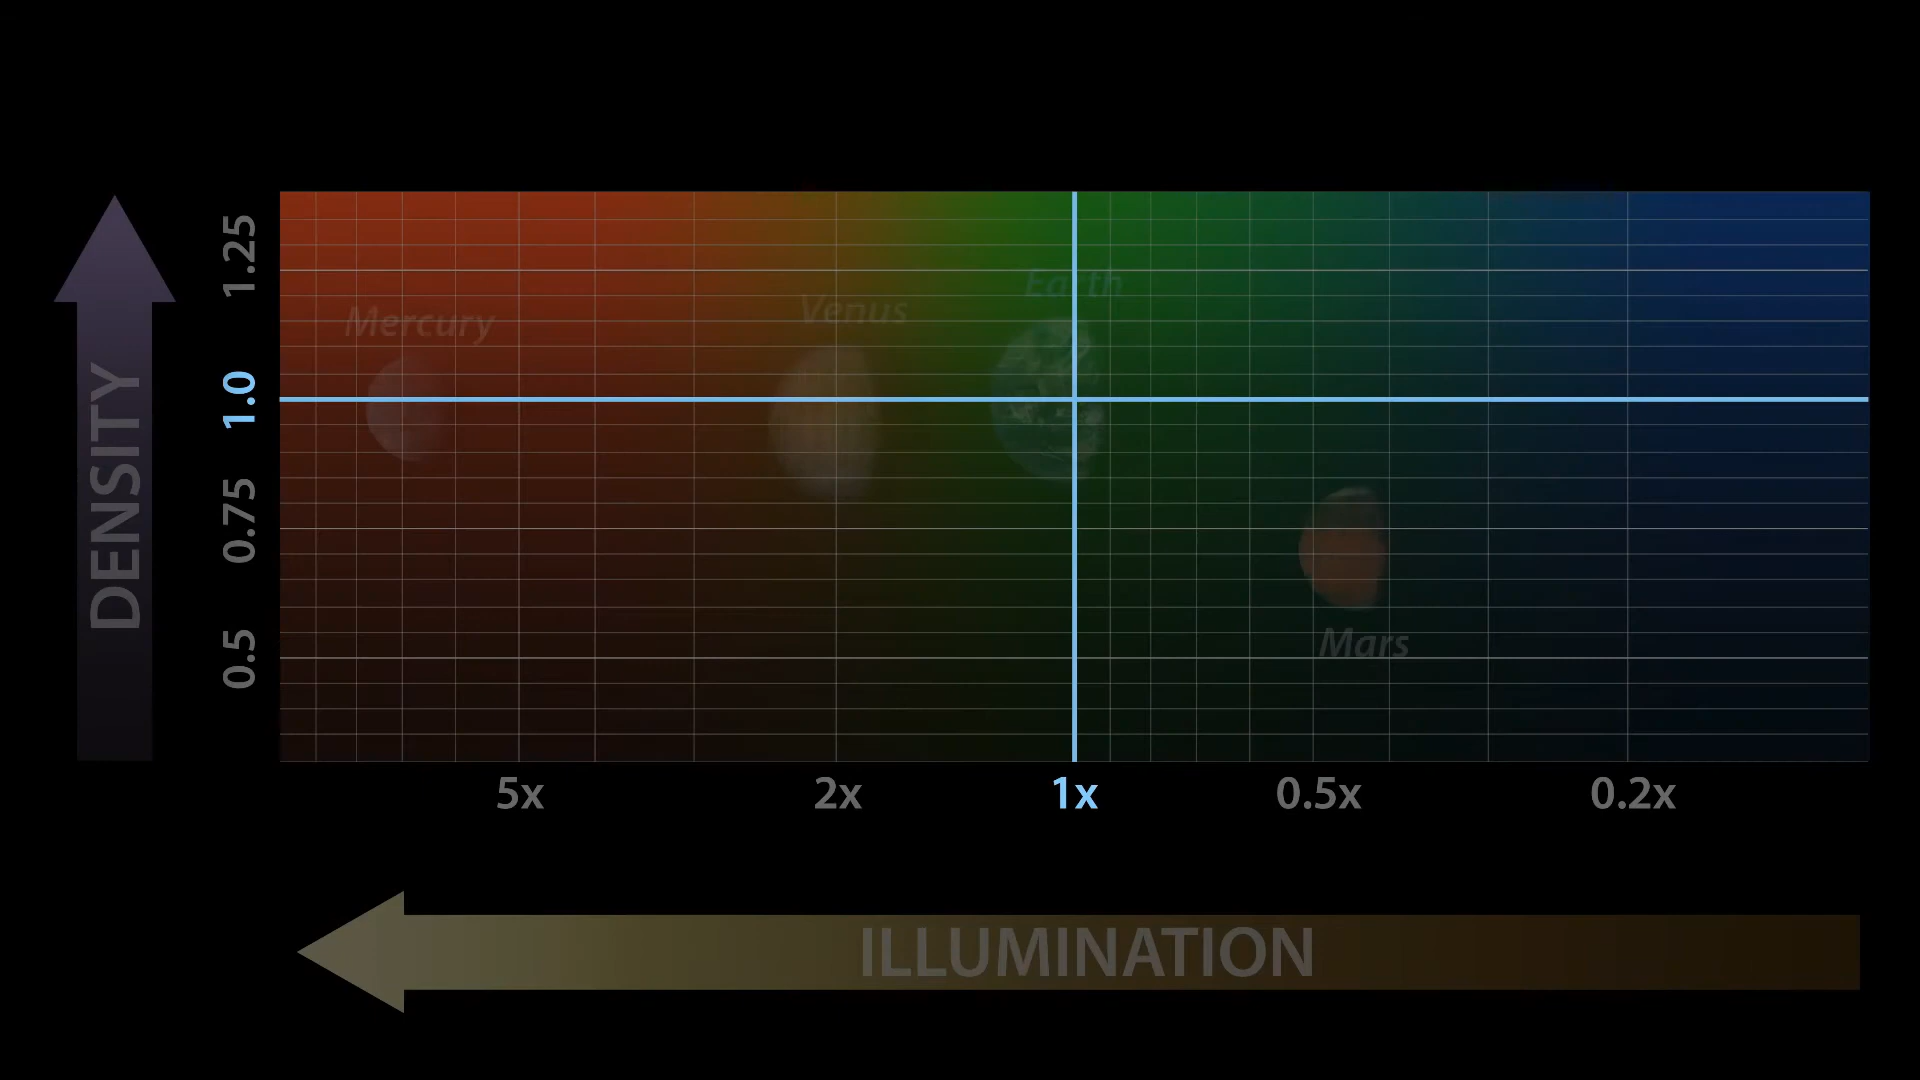 DENSITY
1.25
1.0
0.75
0.5
Mercury
Venus
Earth
Mars
5x
2x
1x
0.5x
0.2x
ILLUMINATION